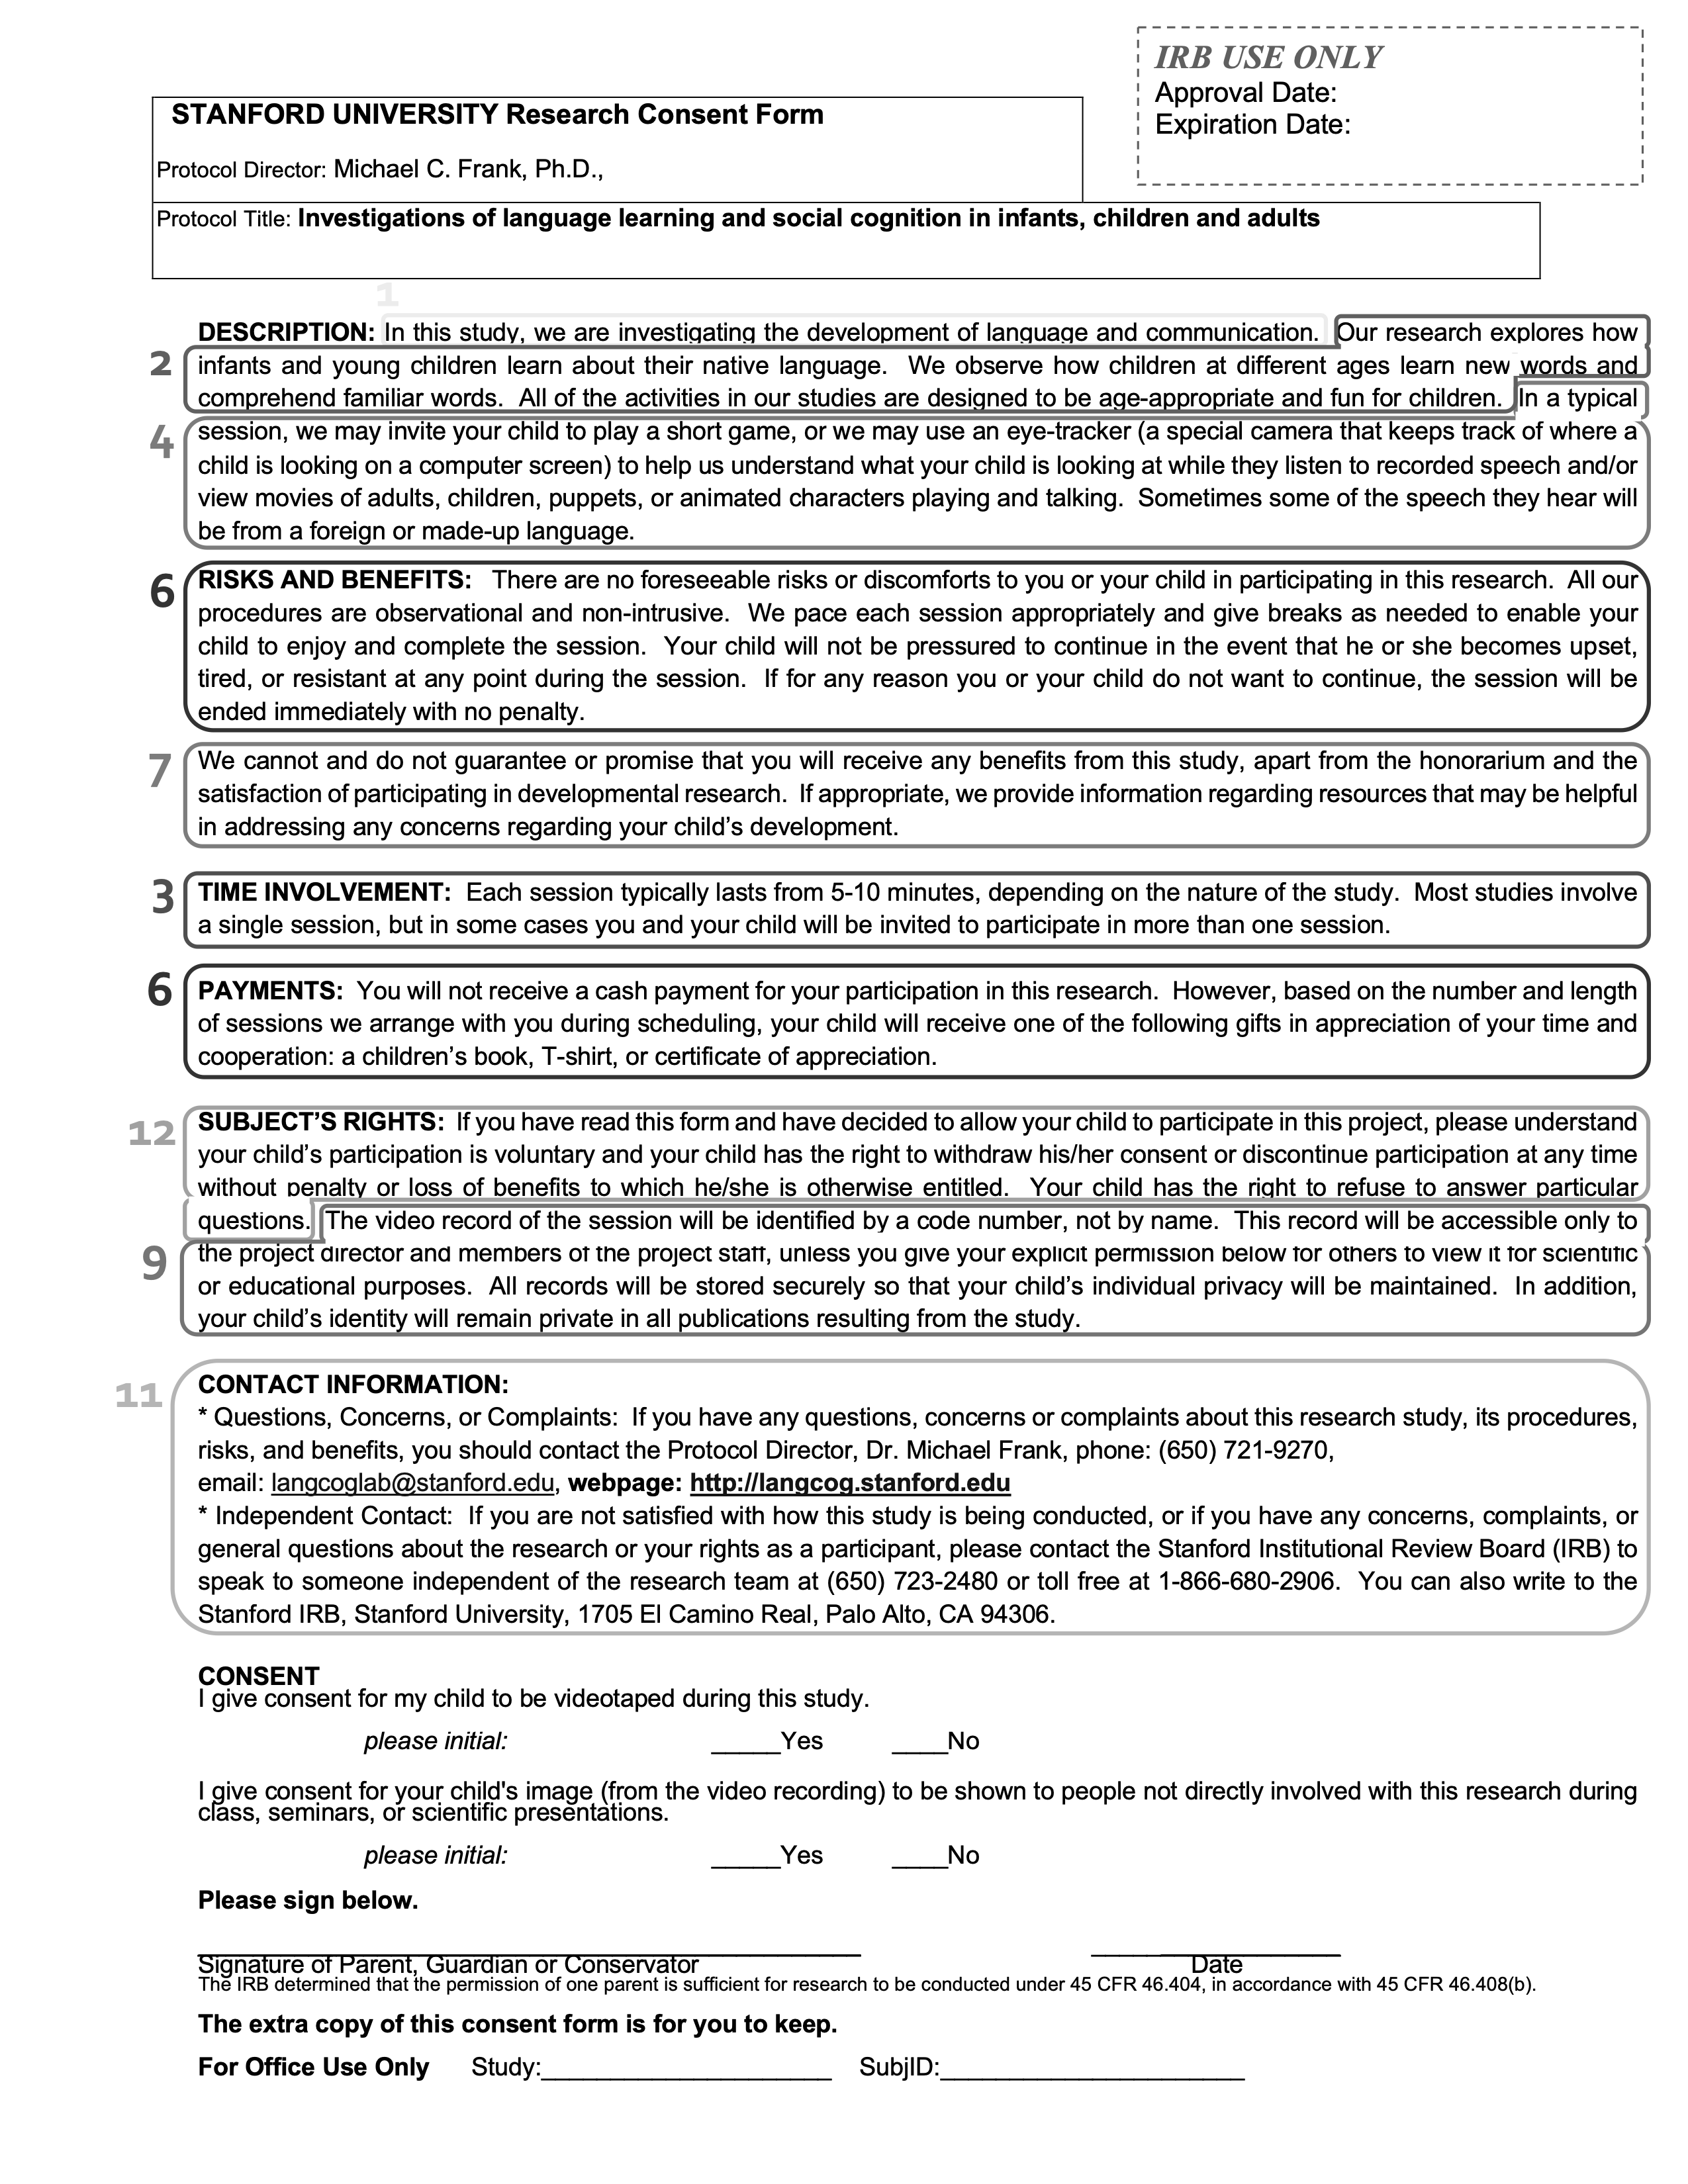 IRB USE ONLY
Approval Date:
Expiration Date:
STANFORD UNIVERSITY Research Consent Form
Protocol Director: Michael C. Frank, Ph.D.,
Protocol Title: Investigations of language learning and social cognition in infants, children and adults
1
DESCRIPTION: In this study, we are investigating the development of language and communication. Our research explores how
2 infants and young children learn about their native language. We observe how children at different ages learn new words and
comprehend familiar words. All of the activities in our studies are designed to be age-appropriate and fun for children. In a typical
4 session, we may invite your child to play a short game, or we may use an eye-tracker (a special camera that keeps track of where a
child is looking on a computer screen) to help us understand what your child is looking at while they listen to recorded speech and/or
view movies of adults, children, puppets, or animated characters playing and talking. Sometimes some of the speech they hear will
be from a foreign or made-up language.
6 RISKS AND BENEFITS: There are no foreseeable risks or discomforts to you or your child in participating in this research. All our
procedures are observational and non-intrusive. We pace each session appropriately and give breaks as needed to enable your
child to enjoy and complete the session. Your child will not be pressured to continue in the event that he or she becomes upset,
tired, or resistant at any point during the session. If for any reason you or your child do not want to continue, the session will be
ended immediately with no penalty.
7 We cannot and do not guarantee or promise that you will receive any benefits from this study, apart from the honorarium and the
satisfaction of participating in developmental research. If appropriate, we provide information regarding resources that may be helpful
in addressing any concerns regarding your child's development.
3 TIME INVOLVEMENT: Each session typically lasts from 5-10 minutes, depending on the nature of the study. Most studies involve
a single session, but in some cases you and your child will be invited to participate in more than one session.
6 PAYMENTS: You will not receive a cash payment for your participation in this research. However, based on the number and length
of sessions we arrange with you during scheduling, your child will receive one of the following gifts in appreciation of your time and
cooperation: a children's book, T-shirt, or certificate of appreciation.
12 SUBJECT'S RIGHTS: If you have read this form and have decided to allow your child to participate in this project, please understand
your child's participation is voluntary and your child has the right to withdraw his/her consent or discontinue participation at any time
without penalty or loss of benefits to which he/she is otherwise entitled. Your child has the right to refuse to answer particular
questions. The video record of the session will be identified by a code number, not by name. This record will be accessible only to
9 the project director and members of the project staff, unless you give your explicit permission below for others to view it for scientific
or educational purposes. All records will be stored securely so that your child's individual privacy will be maintained. In addition,
your child's identity will remain private in all publications resulting from the study.
11 CONTACT INFORMATION:
* Questions, Concerns, or Complaints: If you have any questions, concerns or complaints about this research study, its procedures,
risks, and benefits, you should contact the Protocol Director, Dr. Michael Frank, phone: (650) 721-9270,
email: langcoglab@stanford.edu, webpage: http://langcog.stanford.edu
* Independent Contact: If you are not satisfied with how this study is being conducted, or if you have any concerns, complaints, or
general questions about the research or your rights as a participant, please contact the Stanford Institutional Review Board (IRB) to
speak to someone independent of the research team at (650) 723-2480 or toll free at 1-866-680-2906. You can also write to the
Stanford IRB, Stanford University, 1705 El Camino Real, Palo Alto, CA 94306.
CONSENT
I give consent for my child to be videotaped during this study.
please initial: _____Yes ____No
I give consent for your child's image (from the video recording) to be shown to people not directly involved with this research during
class, seminars, or scientific presentations.
please initial: _____Yes ____No
Please sign below.
Signature of Parent, Guardian or Conservator Date
The IRB determined that the permission of one parent is sufficient for research to be conducted under 45 CFR 46.404, in accordance with 45 CFR 46.408(b).
The extra copy of this consent form is for you to keep.
For Office Use Only Study:_____________________ SubjID:______________________